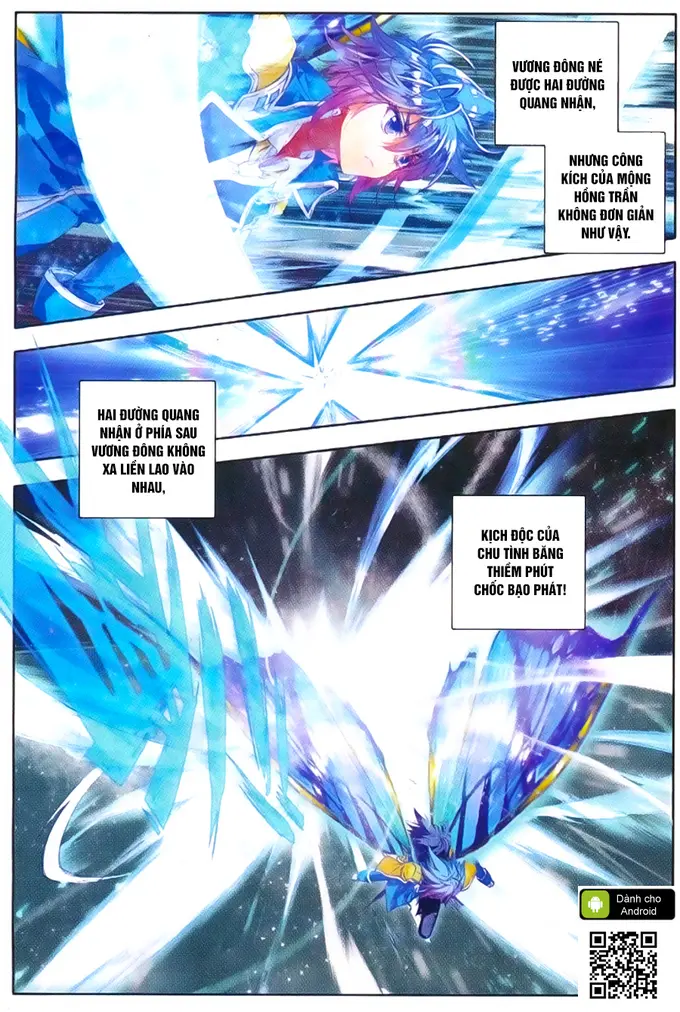 VƯƠNG ĐÔNG NÉ
ĐƯỢC HAI ĐƯỜNG
QUANG NHẬN,
NHƯNG CÔNG
KÍCH CỦA MỘNG
HỒNG TRẦN
KHÔNG ĐƠN GIẢN
NHƯ VẬY.
HAI ĐƯỜNG QUANG
NHẬN Ở PHÍA SAU
VƯƠNG ĐÔNG KHÔNG
XA LIỀN LAO VÀO
NHAU,
KỊCH ĐỘC CỦA
CHU TÌNH BĂNG
THIỀM PHÚT
CHỐC BẠO PHÁT!
Dành cho
Android